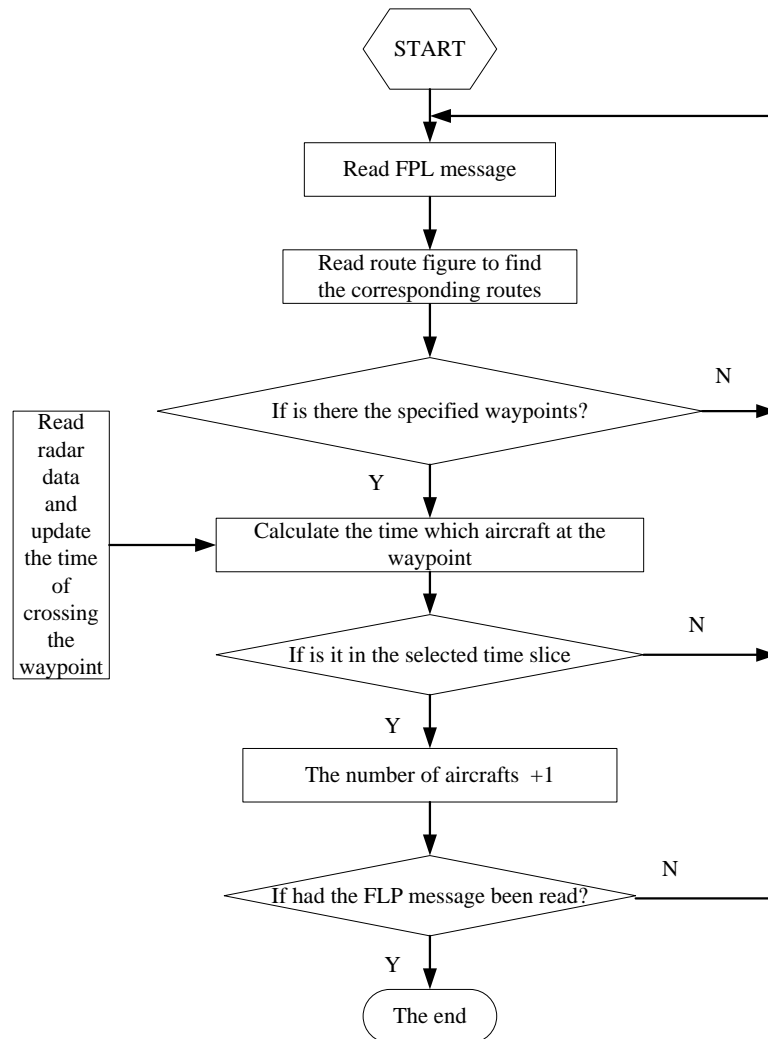 START
Read FPL message
Read route figure to find
the corresponding routes
N
If is there the specified waypoints?
Read
radar
data
and
update
the time
of
crossing
the
waypoint
Y
Calculate the time which aircraft at the
waypoint
N
If is it in the selected time slice
Y
The number of aircrafts +1
N
If had the FLP message been read?
Y
The end